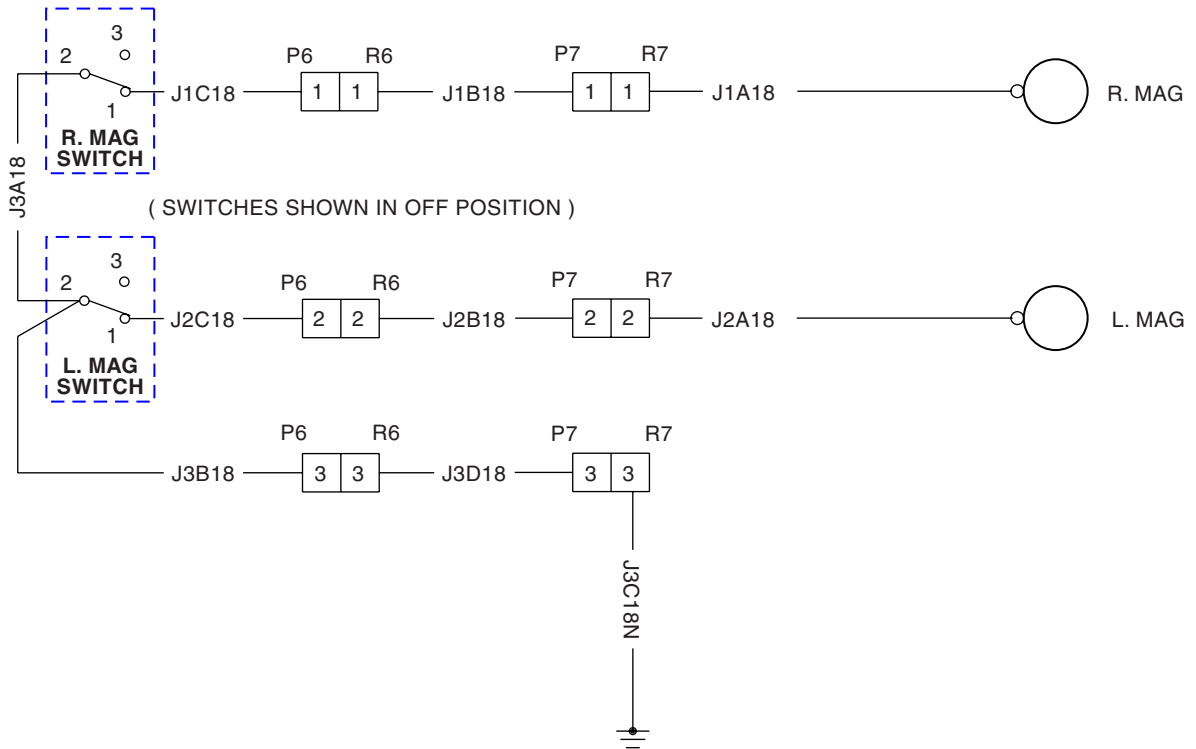 3
2
1
R. MAG
SWITCH
J1C18
P6 R6
1 1
J1B18
P7 R7
1 1
J1A18
R. MAG
J3A18
( SWITCHES SHOWN IN OFF POSITION )
3
2
1
L. MAG
SWITCH
J2C18
P6 R6
2 2
J2B18
P7 R7
2 2
J2A18
L. MAG
J3B18
P6 R6
3 3
J3D18
P7 R7
3 3
J3C18N